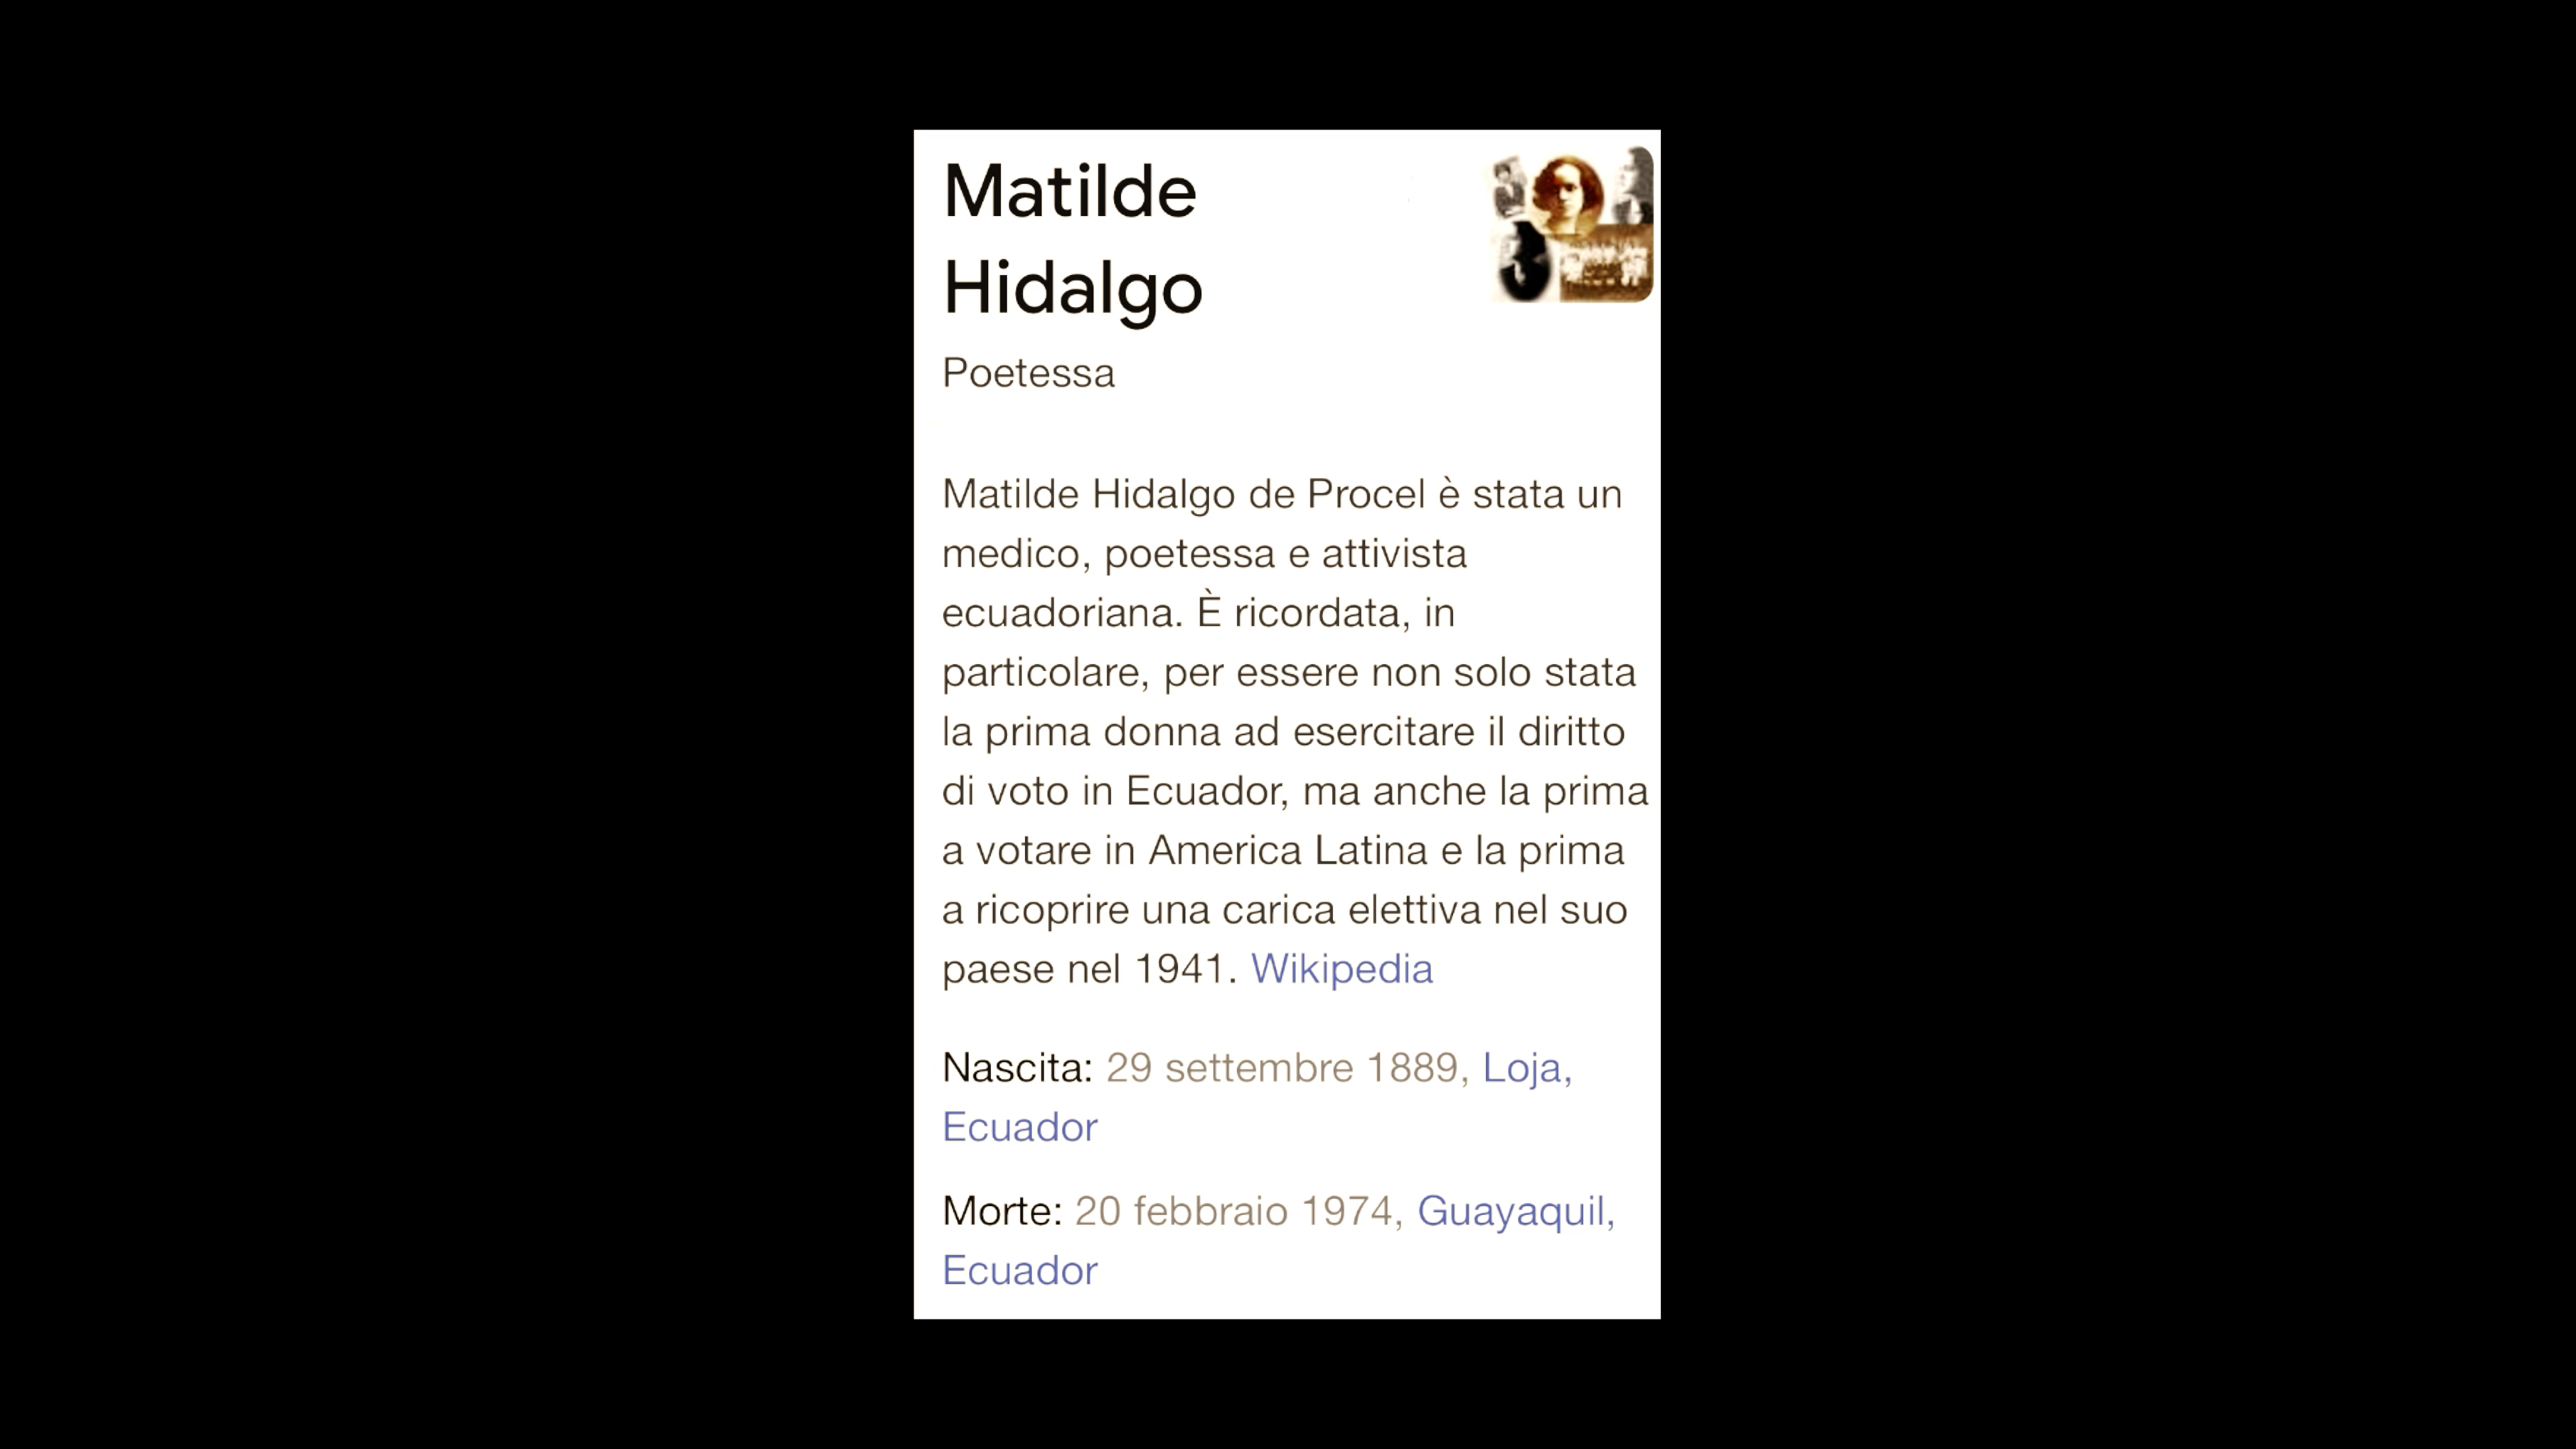 Matilde
Hidalgo
Poetessa
Matilde Hidalgo de Procel è stata un
medico, poetessa e attivista
ecuadoriana. È ricordata, in
particolare, per essere non solo stata
la prima donna ad esercitare il diritto
di voto in Ecuador, ma anche la prima
a votare in America Latina e la prima
a ricoprire una carica elettiva nel suo
paese nel 1941. Wikipedia
Nascita: 29 settembre 1889, Loja,
Ecuador
Morte: 20 febbraio 1974, Guayaquil,
Ecuador